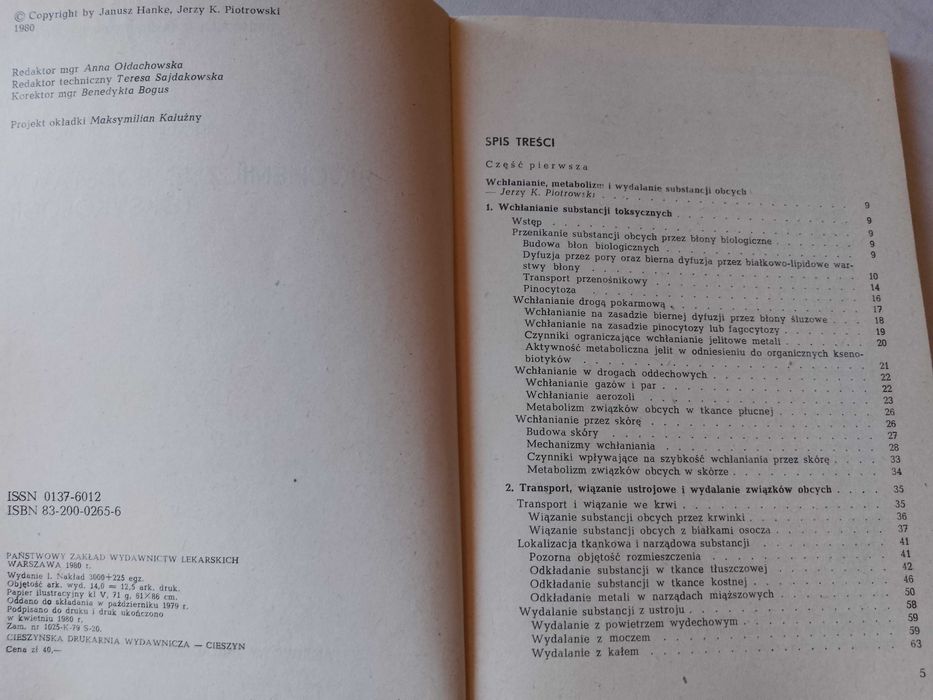 © Copyright by Janusz Hanke, Jerzy K. Piotrowski
1980
Redaktor mgr Anna Ołdachowska
Redaktor techniczny Teresa Sajdakowska
Korektor mgr Benedykta Bogus
Projekt okładki Maksymilian Kałużny
ISSN 0137-6012
ISBN 83-200-0265-6
PAŃSTWOWY ZAKŁAD WYDAWNICTW LEKARSKICH
WARSZAWA 1980 r.
Wydanie I. Nakład 3000+225 egz.
Objętość ark. wyd. 14,0 = 12,5 ark. druk.
Papier ilustracyjny kl V, 71 g, 61×86 cm.
Oddano do składania w październiku 1979 r.
Podpisano do druku i druk ukończono
w kwietniu 1980 r.
Zam. nr 1025-K-79 S-20.
CIESZYŃSKA DRUKARNIA WYDAWNICZA — CIESZYN
Cena zł 40,—
SPIS TREŚCI
Część pierwsza
Wchłanianie, metabolizm i wydalanie substancji obcych
— Jerzy K. Piotrowski . . . . . . . . . . 9
1. Wchłanianie substancji toksycznych . . . . . . . . . . 9
Wstęp . . . . . . . . . . 9
Przenikanie substancji obcych przez błony biologiczne . . . . . . 9
Budowa błon biologicznych . . . . . . . . . . 9
Dyfuzja przez pory oraz bierna dyfuzja przez białkowo-lipidowe war-
stwy błony . . . . . . . . . . 10
Transport przenośnikowy . . . . . . . . . . 14
Pinocytoza . . . . . . . . . . 16
Wchłanianie drogą pokarmową . . . . . . . . . . 17
Wchłanianie na zasadzie biernej dyfuzji przez błony śluzowe . . . 18
Wchłanianie na zasadzie pinocytozy lub fagocytozy . . . . . . 19
Czynniki ograniczające wchłanianie jelitowe metali . . . . . . 20
Aktywność metaboliczna jelit w odniesieniu do organicznych kseno-
biotyków . . . . . . . . . . 21
Wchłanianie w drogach oddechowych . . . . . . . . . . 22
Wchłanianie gazów i par . . . . . . . . . . 22
Wchłanianie aerozoli . . . . . . . . . . 23
Metabolizm związków obcych w tkance płucnej . . . . . . 26
Wchłanianie przez skórę . . . . . . . . . . 26
Budowa skóry . . . . . . . . . . 27
Mechanizmy wchłaniania . . . . . . . . . . 28
Czynniki wpływające na szybkość wchłaniania przez skórę . . . . 33
Metabolizm związków obcych w skórze . . . . . . . . . . 34
2. Transport, wiązanie ustrojowe i wydalanie związków obcych . . . . 35
Transport i wiązanie we krwi . . . . . . . . . . 35
Wiązanie substancji obcych przez krwinki . . . . . . . . 36
Wiązanie substancji obcych z białkami osocza . . . . . . 37
Lokalizacja tkankowa i narządowa substancji . . . . . . . . 41
Pozorna objętość rozmieszczenia . . . . . . . . . . 41
Odkładanie substancji w tkance tłuszczowej . . . . . . . 42
Odkładanie substancji w tkance kostnej . . . . . . . . 46
Odkładanie metali w narządach miąższowych . . . . . . . 50
Wydalanie substancji z ustroju . . . . . . . . . . 58
Wydalanie z powietrzem wydechowym . . . . . . . . 59
Wydalanie z moczem . . . . . . . . . . 59
Wydalanie z kałem . . . . . . . . . . 63
5